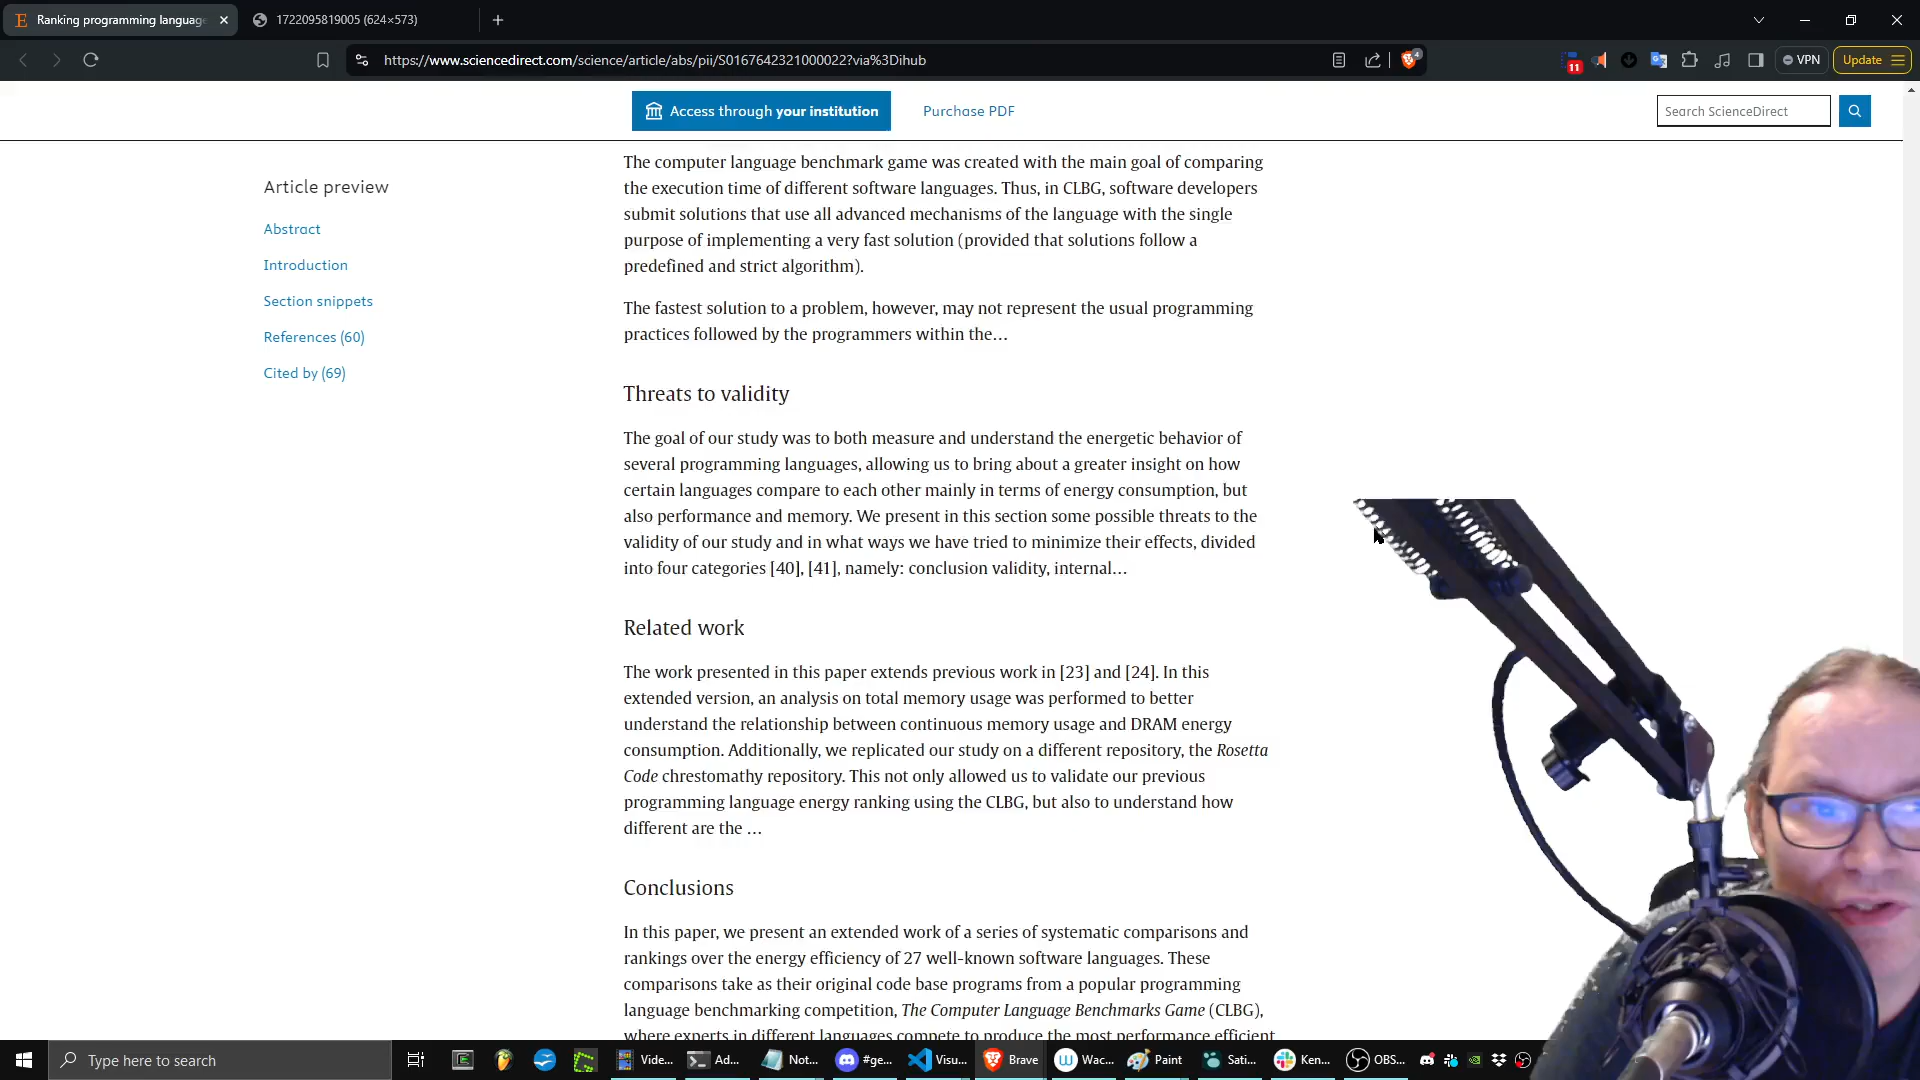 Ranking programming language
1722095819005 (624×573)
https://www.sciencedirect.com/science/article/abs/pii/S0167642321000022?via%3Dihub
4
11
VPN
Update
Access through your institution
Purchase PDF
Search ScienceDirect
Article preview
Abstract
Introduction
Section snippets
References (60)
Cited by (69)
The computer language benchmark game was created with the main goal of comparing
the execution time of different software languages. Thus, in CLBG, software developers
submit solutions that use all advanced mechanisms of the language with the single
purpose of implementing a very fast solution (provided that solutions follow a
predefined and strict algorithm).
The fastest solution to a problem, however, may not represent the usual programming
practices followed by the programmers within the…
Threats to validity
The goal of our study was to both measure and understand the energetic behavior of
several programming languages, allowing us to bring about a greater insight on how
certain languages compare to each other mainly in terms of energy consumption, but
also performance and memory. We present in this section some possible threats to the
validity of our study and in what ways we have tried to minimize their effects, divided
into four categories [40], [41], namely: conclusion validity, internal…
Related work
The work presented in this paper extends previous work in [23] and [24]. In this
extended version, an analysis on total memory usage was performed to better
understand the relationship between continuous memory usage and DRAM energy
consumption. Additionally, we replicated our study on a different repository, the Rosetta
Code chrestomathy repository. This not only allowed us to validate our previous
programming language energy ranking using the CLBG, but also to understand how
different are the …
Conclusions
In this paper, we present an extended work of a series of systematic comparisons and
rankings over the energy efficiency of 27 well-known software languages. These
comparisons take as their original code base programs from a popular programming
language benchmarking competition, The Computer Language Benchmarks Game (CLBG),
where experts in different languages compete to produce the most performance efficient
Type here to search
Vide...
Ad...
Not...
#ge...
Visu...
Brave
Wac...
Paint
Sati...
Ken...
OBS...